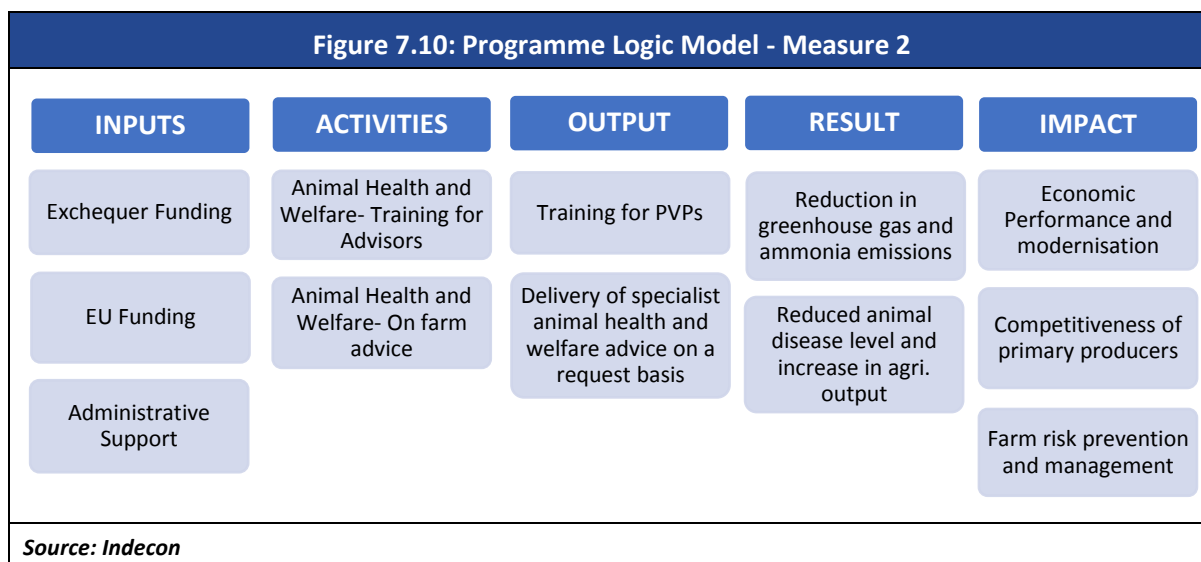 Figure 7.10: Programme Logic Model - Measure 2
INPUTS
Exchequer Funding
EU Funding
Administrative
Support
ACTIVITIES
Animal Health and
Welfare- Training for
Advisors
Animal Health and
Welfare- On farm
advice
OUTPUT
Training for PVPs
Delivery of specialist
animal health and
welfare advice on a
request basis
RESULT
Reduction in
greenhouse gas and
ammonia emissions
Reduced animal
disease level and
increase in agri.
output
IMPACT
Economic
Performance and
modernisation
Competitiveness of
primary producers
Farm risk prevention
and management
Source: Indecon